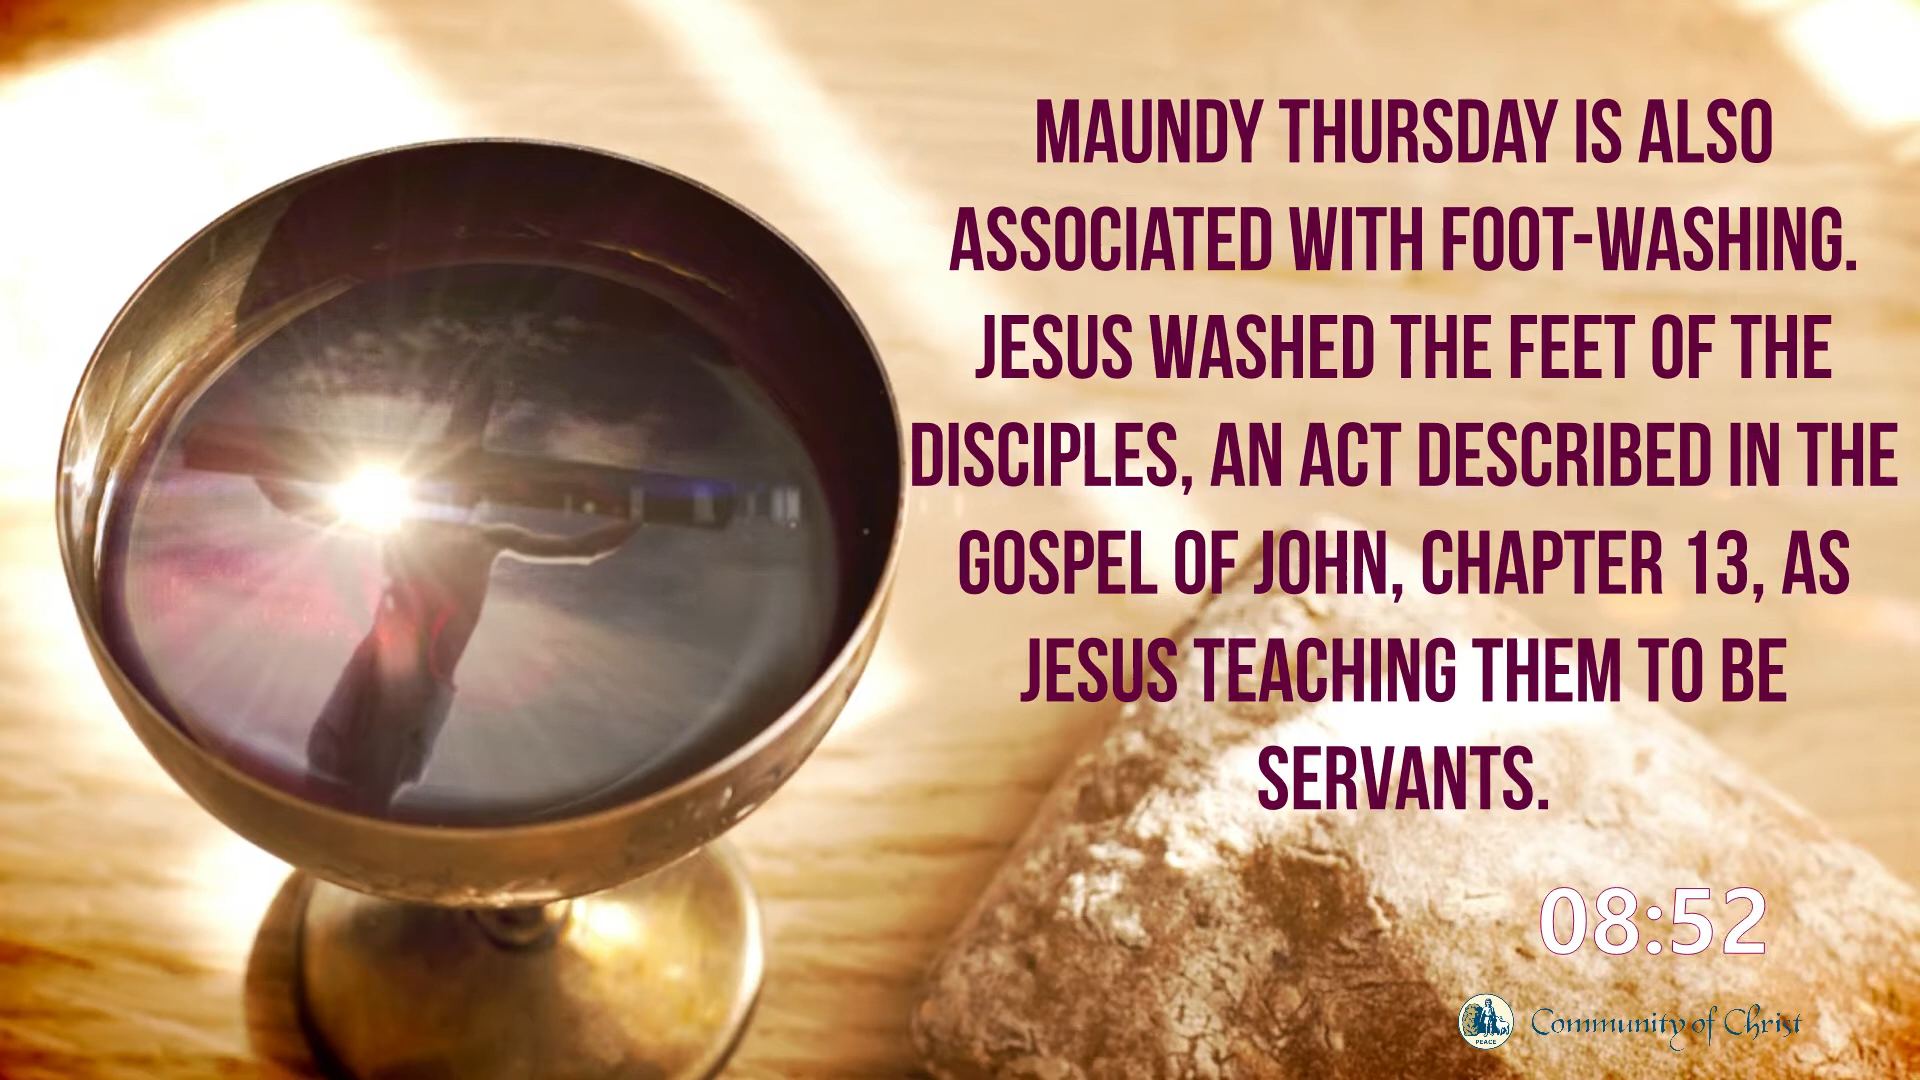 MAUNDY THURSDAY IS ALSO
ASSOCIATED WITH FOOT-WASHING.
JESUS WASHED THE FEET OF THE
DISCIPLES, AN ACT DESCRIBED IN THE
GOSPEL OF JOHN, CHAPTER 13, AS
JESUS TEACHING THEM TO BE
SERVANTS.
08:52
PEACE
Community of Christ